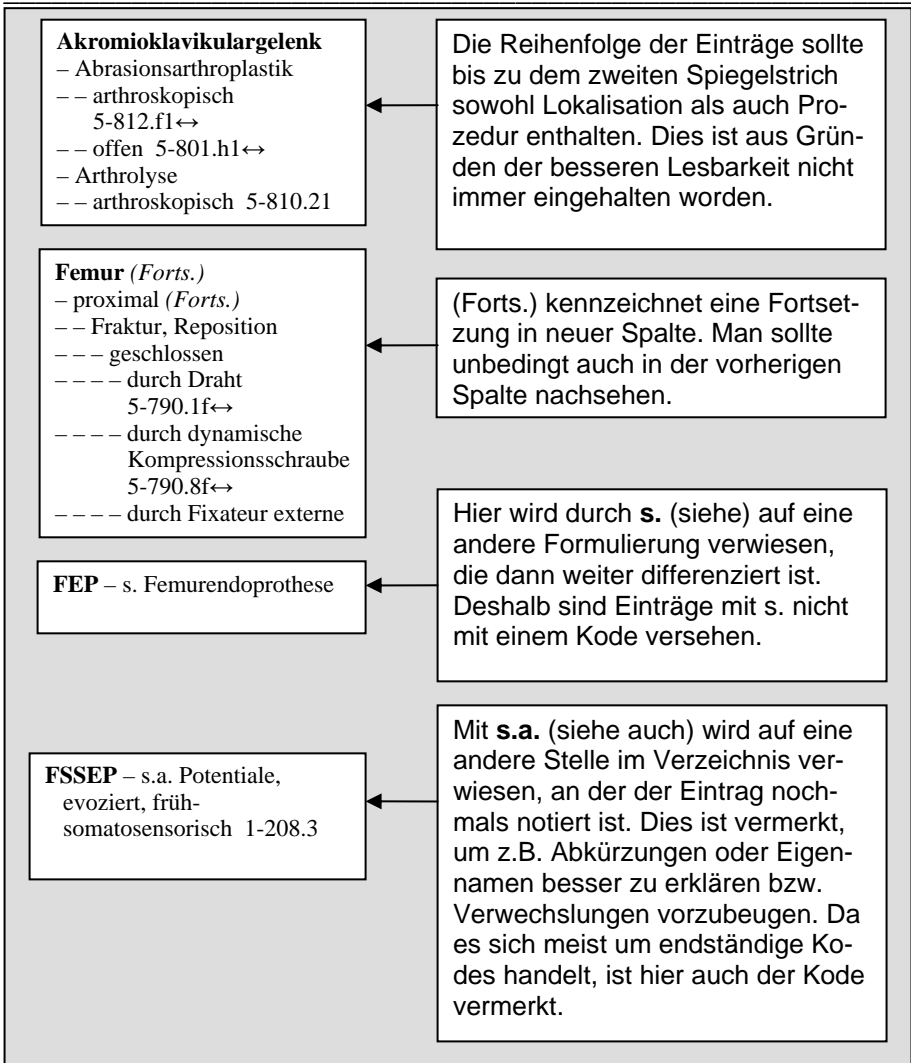 Akromioklavikulargelenk
– Abrasionsarthroplastik
– – arthroskopisch
5-812.f1↔
– – offen 5-801.h1↔
– Arthrolyse
– – arthroskopisch 5-810.21
Die Reihenfolge der Einträge sollte
bis zu dem zweiten Spiegelstrich
sowohl Lokalisation als auch Pro-
zedur enthalten. Dies ist aus Grün-
den der besseren Lesbarkeit nicht
immer eingehalten worden.
Femur (Forts.)
– proximal (Forts.)
– – Fraktur, Reposition
– – – geschlossen
– – – – durch Draht
5-790.1f↔
– – – – durch dynamische
Kompressionsschraube
5-790.8f↔
– – – – durch Fixateur externe
(Forts.) kennzeichnet eine Fortset-
zung in neuer Spalte. Man sollte
unbedingt auch in der vorherigen
Spalte nachsehen.
FEP – s. Femurendoprothese
Hier wird durch s. (siehe) auf eine
andere Formulierung verwiesen,
die dann weiter differenziert ist.
Deshalb sind Einträge mit s. nicht
mit einem Kode versehen.
FSSEP – s.a. Potentiale,
evoziert, früh-
somatosensorisch 1-208.3
Mit s.a. (siehe auch) wird auf eine
andere Stelle im Verzeichnis ver-
wiesen, an der der Eintrag noch-
mals notiert ist. Dies ist vermerkt,
um z.B. Abkürzungen oder Eigen-
namen besser zu erklären bzw.
Verwechslungen vorzubeugen. Da
es sich meist um endständige Ko-
des handelt, ist hier auch der Kode
vermerkt.